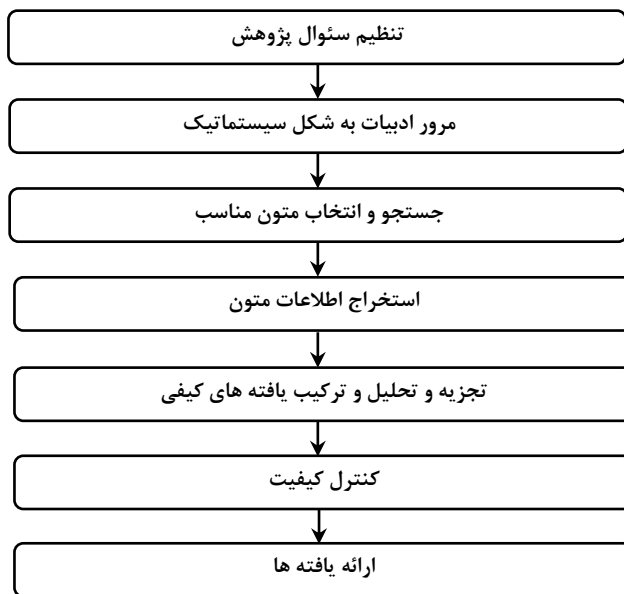 تنظیم سئوال پژوهش
مرور ادبیات به شکل سیستماتیک
جستجو و انتخاب متون مناسب
استخراج اطلاعات متون
تجزیه و تحلیل و ترکیب یافته های کیفی
کنترل کیفیت
ارائه یافته ها